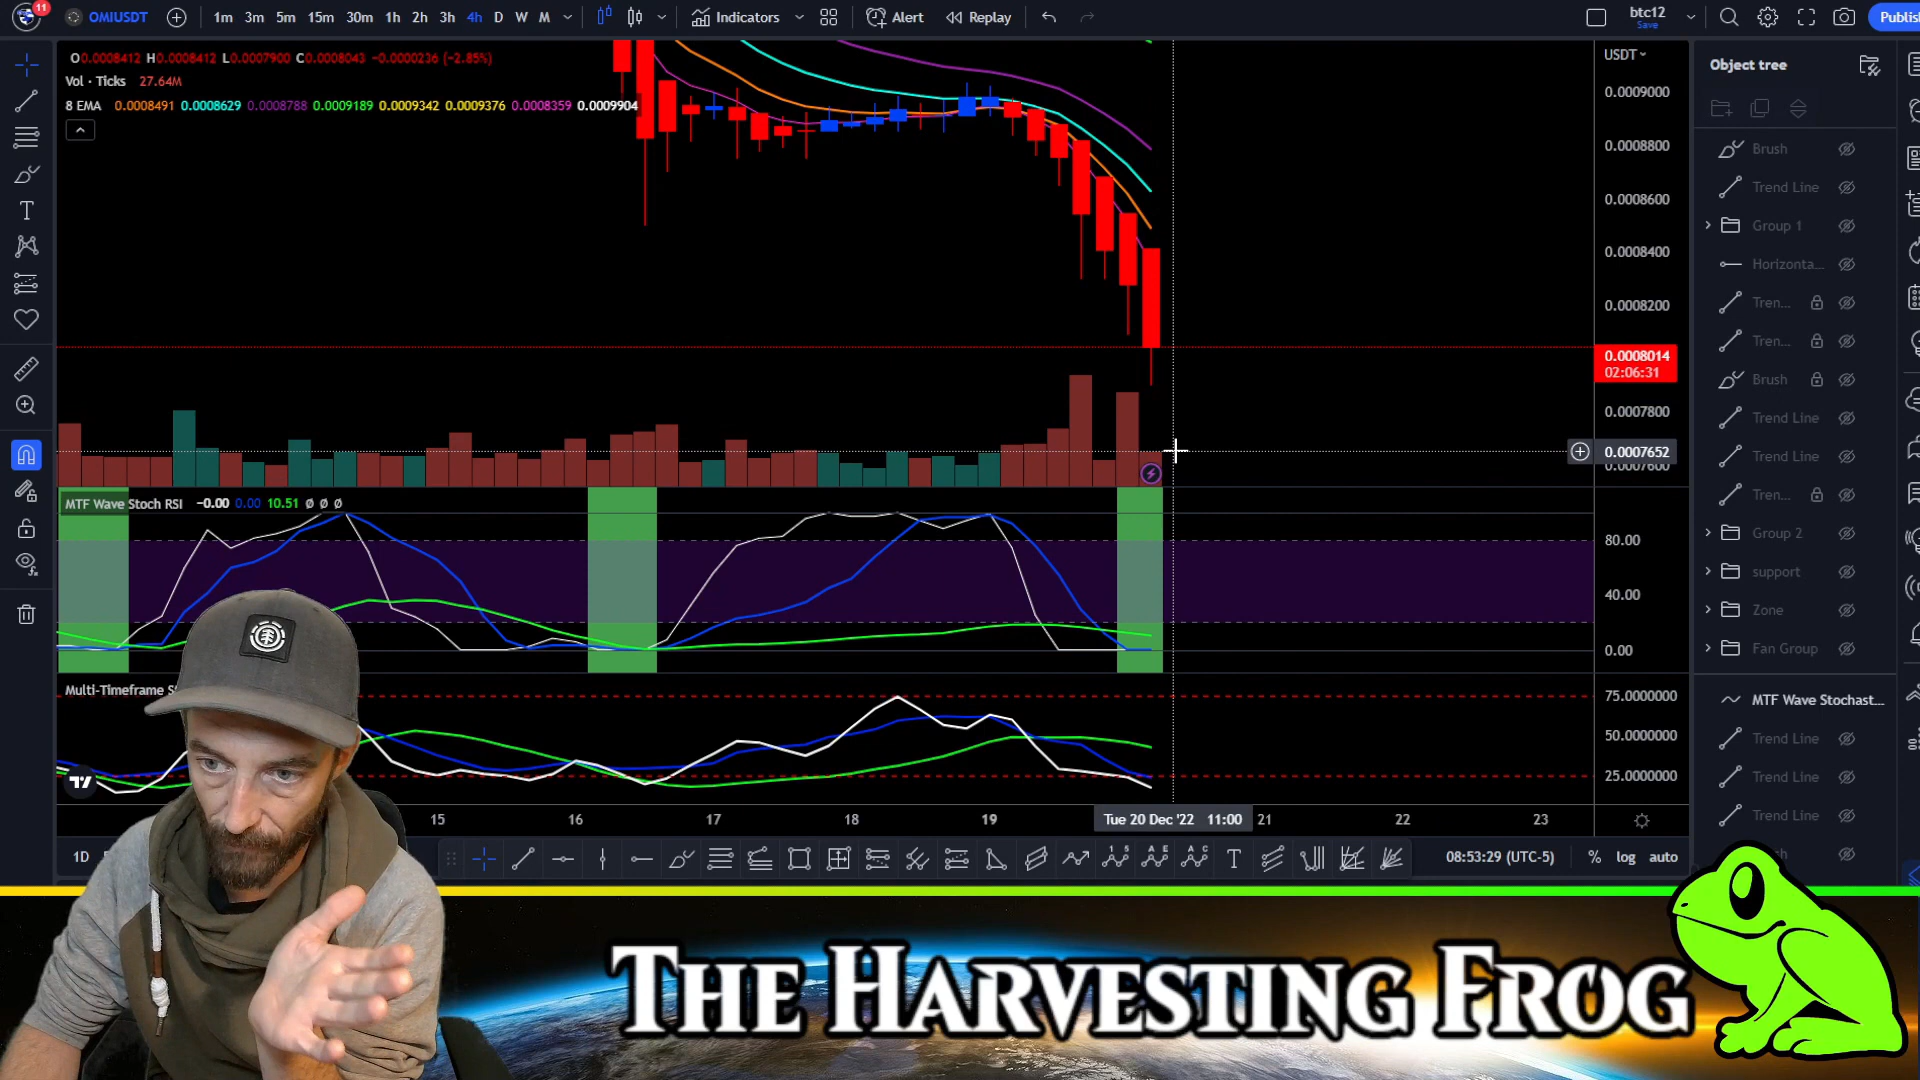 11
OMIUSDT
1m 3m 5m 15m 30m 1h 2h 3h 4h D W M
Indicators
Alert
Replay
btc12
Save
Publis
O0.0008412 H0.0008412 L0.0007900 C0.0008043 −0.0000236 (−2.85%)
Vol · Ticks 27.64M
8 EMA 0.0008491 0.0008629 0.0008788 0.0009189 0.0009342 0.0009376 0.0008359 0.0009904
USDT
0.0009000
0.0008800
0.0008600
0.0008400
0.0008200
0.0008014
02:06:31
0.0007800
0.0007652
0.0007600
MTF Wave Stoch RSI −0.00 0.00 10.51 ø ø ø
80.00
40.00
0.00
Multi-Timeframe S
75.0000000
50.0000000
25.0000000
15 16 17 18 19 Tue 20 Dec '22 11:00 21 22 23
1D
08:53:29 (UTC-5) % log auto
Object tree
Brush
Trend Line
Group 1
Horizonta...
Tren...
Tren...
Brush
Trend Line
Trend Line
Tren...
Group 2
support
Zone
Fan Group
MTF Wave Stochast...
Trend Line
Trend Line
Trend Line
THE HARVESTING FROG